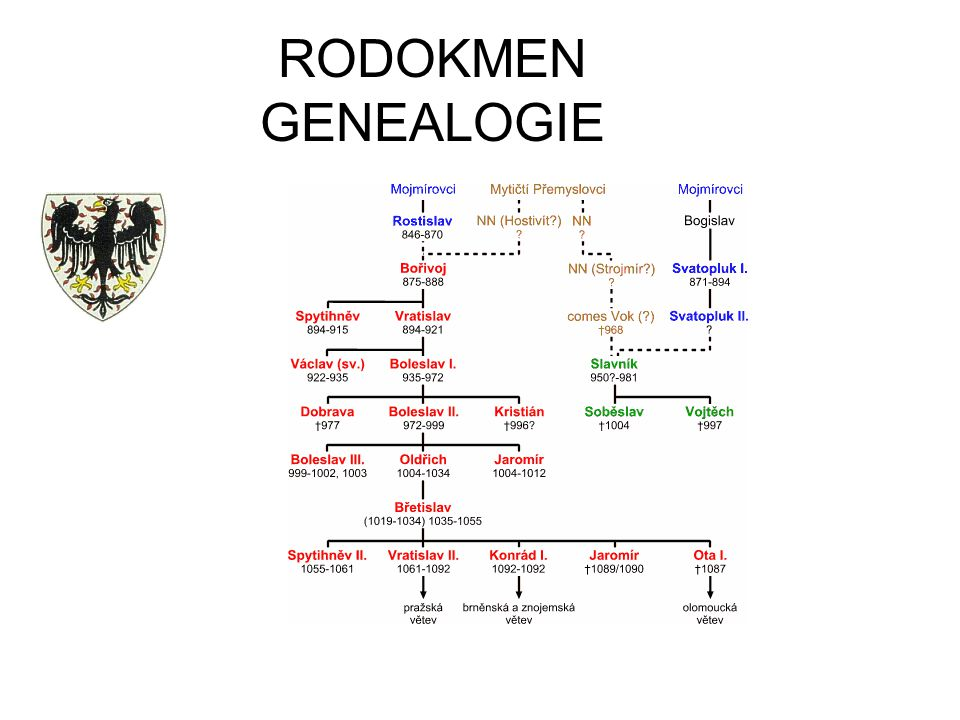 RODOKMEN
GENEALOGIE
Mojmírovci Mytičtí Přemyslovci Mojmírovci
Rostislav NN (Hostivít?) NN Bogislav
846-870 ? ?
Bořivoj NN (Strojmír?) Svatopluk I.
875-888 ? 871-894
Spytihněv Vratislav comes Vok (?) Svatopluk II.
894-915 894-921 †968 ?
Václav (sv.) Boleslav I. Slavník
922-935 935-972 950?-981
Dobrava Boleslav II. Kristián Soběslav Vojtěch
†977 972-999 †996? †1004 †997
Boleslav III. Oldřich Jaromír
999-1002, 1003 1004-1034 1004-1012
Břetislav
(1019-1034) 1035-1055
Spytihněv II. Vratislav II. Konrád I. Jaromír Ota I.
1055-1061 1061-1092 1092-1092 †1089/1090 †1087
pražská brněnská a znojemská olomoucká
větev větev větev